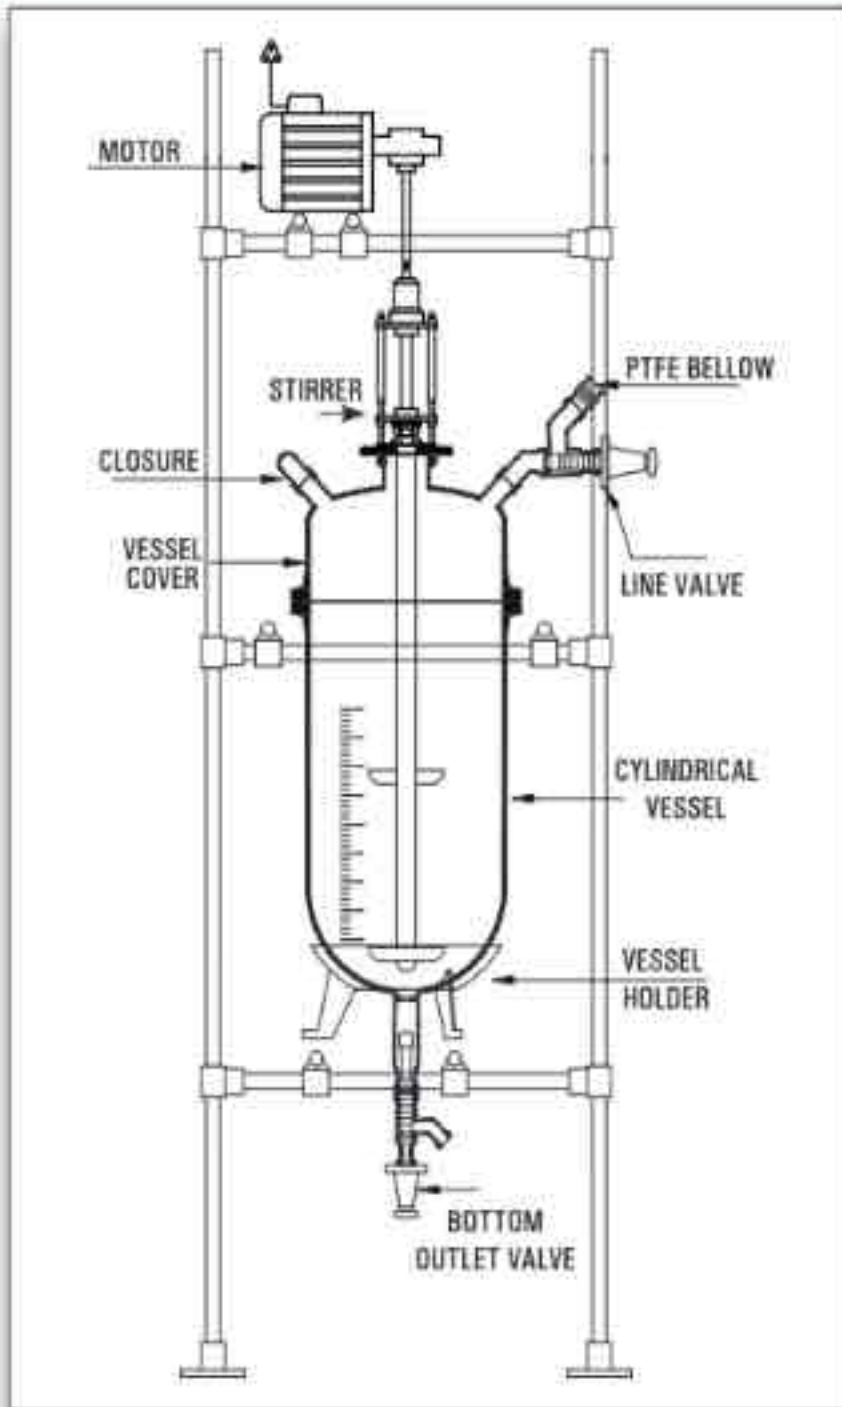 MOTOR
PTFE BELLOW
STIRRER
CLOSURE
VESSEL
COVER
LINE VALVE
CYLINDRICAL
VESSEL
VESSEL
HOLDER
BOTTOM
OUTLET VALVE